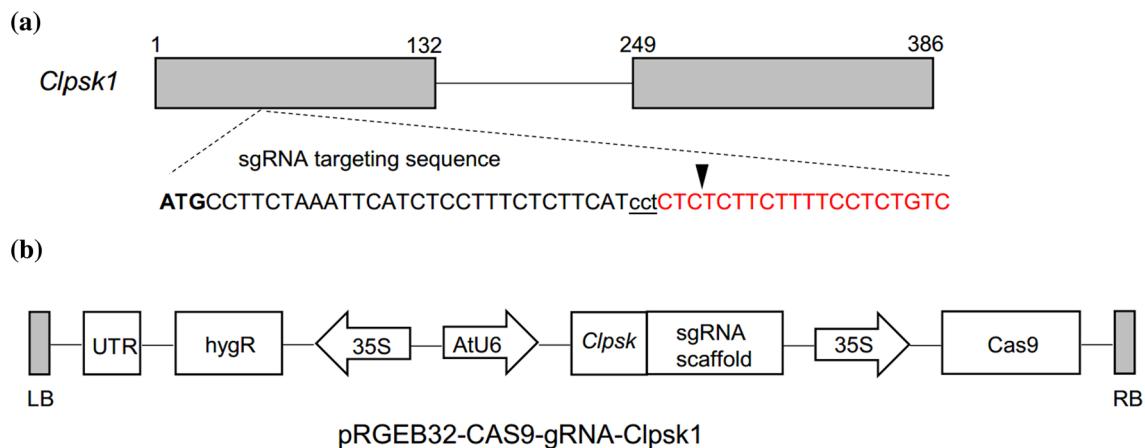 (a)
1 132 249 386
Clpsk1
sgRNA targeting sequence
ATGCCTTCTAAATTCATCTCCTTTCTCTTCATcctCTCTCTTCTTTTCCTCTGTC
(b)
UTR hygR 35S AtU6 Clpsk sgRNA scaffold 35S Cas9
LB RB
pRGEB32-CAS9-gRNA-Clpsk1